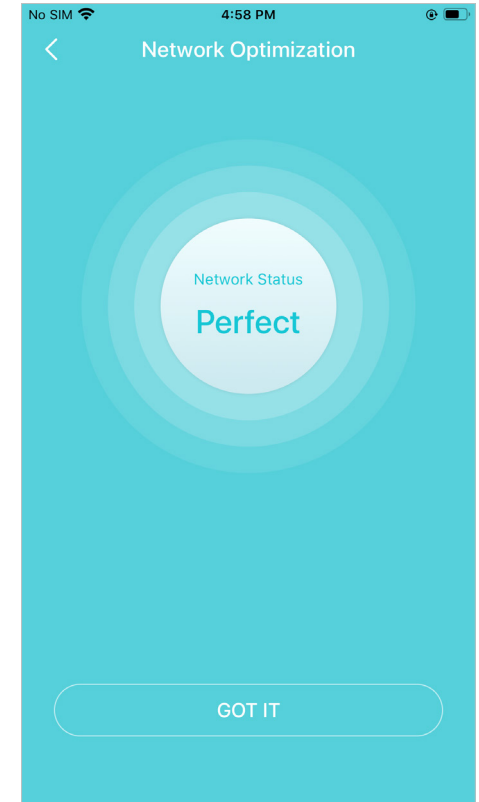 No SIM 4:58 PM
Network Optimization
Network Status
Perfect
GOT IT